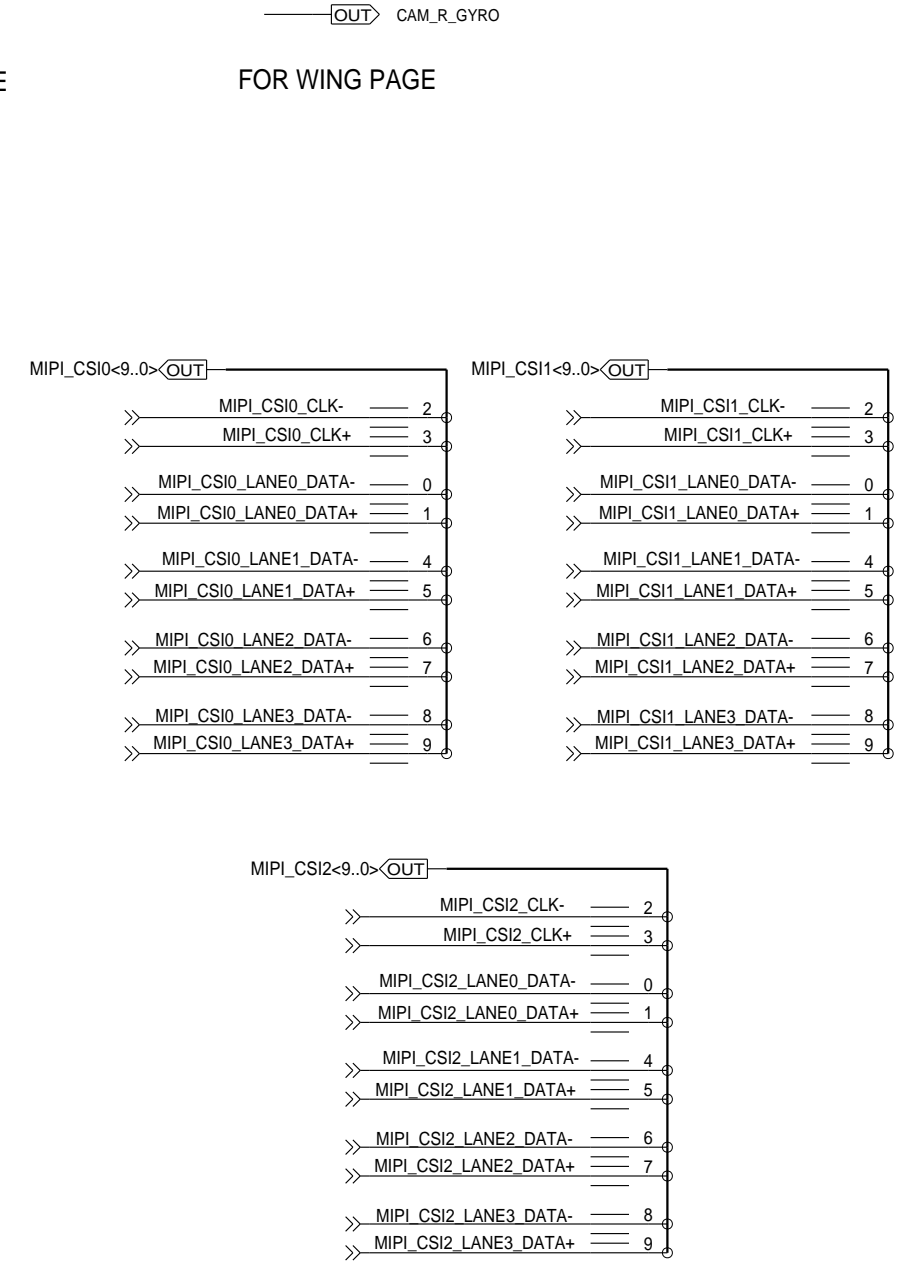 OUT CAM_R_GYRO
E FOR WING PAGE
MIPI_CSI0<9..0> OUT
MIPI_CSI0_CLK- 2
MIPI_CSI0_CLK+ 3
MIPI_CSI0_LANE0_DATA- 0
MIPI_CSI0_LANE0_DATA+ 1
MIPI_CSI0_LANE1_DATA- 4
MIPI_CSI0_LANE1_DATA+ 5
MIPI_CSI0_LANE2_DATA- 6
MIPI_CSI0_LANE2_DATA+ 7
MIPI_CSI0_LANE3_DATA- 8
MIPI_CSI0_LANE3_DATA+ 9
MIPI_CSI1<9..0> OUT
MIPI_CSI1_CLK- 2
MIPI_CSI1_CLK+ 3
MIPI_CSI1_LANE0_DATA- 0
MIPI_CSI1_LANE0_DATA+ 1
MIPI_CSI1_LANE1_DATA- 4
MIPI_CSI1_LANE1_DATA+ 5
MIPI_CSI1_LANE2_DATA- 6
MIPI_CSI1_LANE2_DATA+ 7
MIPI_CSI1_LANE3_DATA- 8
MIPI_CSI1_LANE3_DATA+ 9
MIPI_CSI2<9..0> OUT
MIPI_CSI2_CLK- 2
MIPI_CSI2_CLK+ 3
MIPI_CSI2_LANE0_DATA- 0
MIPI_CSI2_LANE0_DATA+ 1
MIPI_CSI2_LANE1_DATA- 4
MIPI_CSI2_LANE1_DATA+ 5
MIPI_CSI2_LANE2_DATA- 6
MIPI_CSI2_LANE2_DATA+ 7
MIPI_CSI2_LANE3_DATA- 8
MIPI_CSI2_LANE3_DATA+ 9